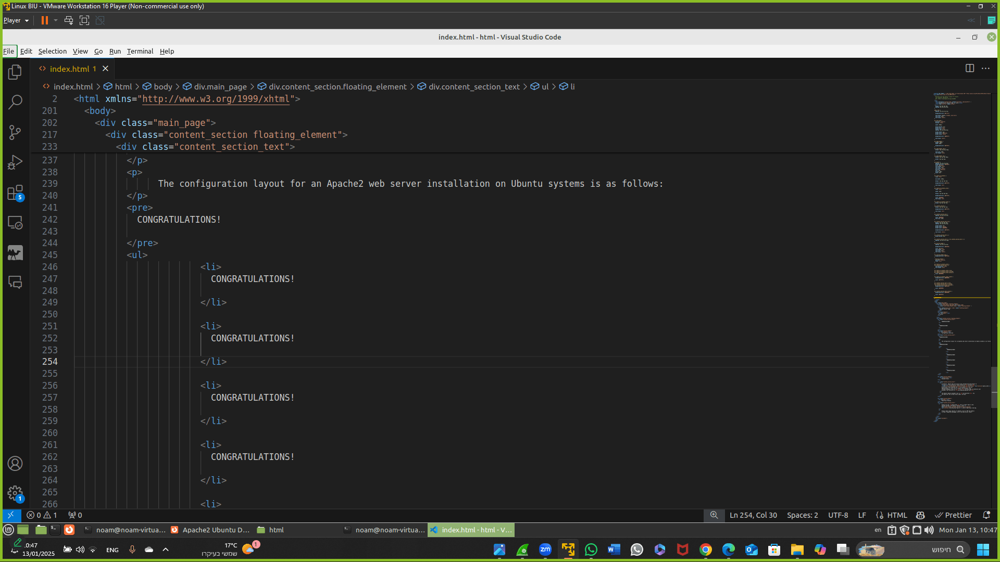 Linux BIU - VMware Workstation 16 Player (Non-commercial use only)
Player
index.html - html - Visual Studio Code
File Edit Selection View Go Run Terminal Help
index.html 1
index.html > html > body > div.main_page > div.content_section.floating_element > div.content_section_text > ul > li
2 <html xmlns="http://www.w3.org/1999/xhtml">
201 <body>
202 <div class="main_page">
217 <div class="content_section floating_element">
233 <div class="content_section_text">
237 </p>
238 <p>
239 The configuration layout for an Apache2 web server installation on Ubuntu systems is as follows:
240 </p>
241 <pre>
242 CONGRATULATIONS!
243
244 </pre>
245 <ul>
246 <li>
247 CONGRATULATIONS!
248
249 </li>
250
251 <li>
252 CONGRATULATIONS!
253
254 </li>
255
256 <li>
257 CONGRATULATIONS!
258
259 </li>
260
261 <li>
262 CONGRATULATIONS!
263
264 </li>
265
266 <li>
5
1
0 1 0 Ln 254, Col 30 Spaces: 2 UTF-8 LF HTML Prettier
noam@noam-virtua... Apache2 Ubuntu D... html noam@noam-virtua... index.html - html - V... en Mon Jan 13, 10:47
10:47
13/01/2025
ENG
17°C
שמשי בעיקרו
1
zm
חיפוש